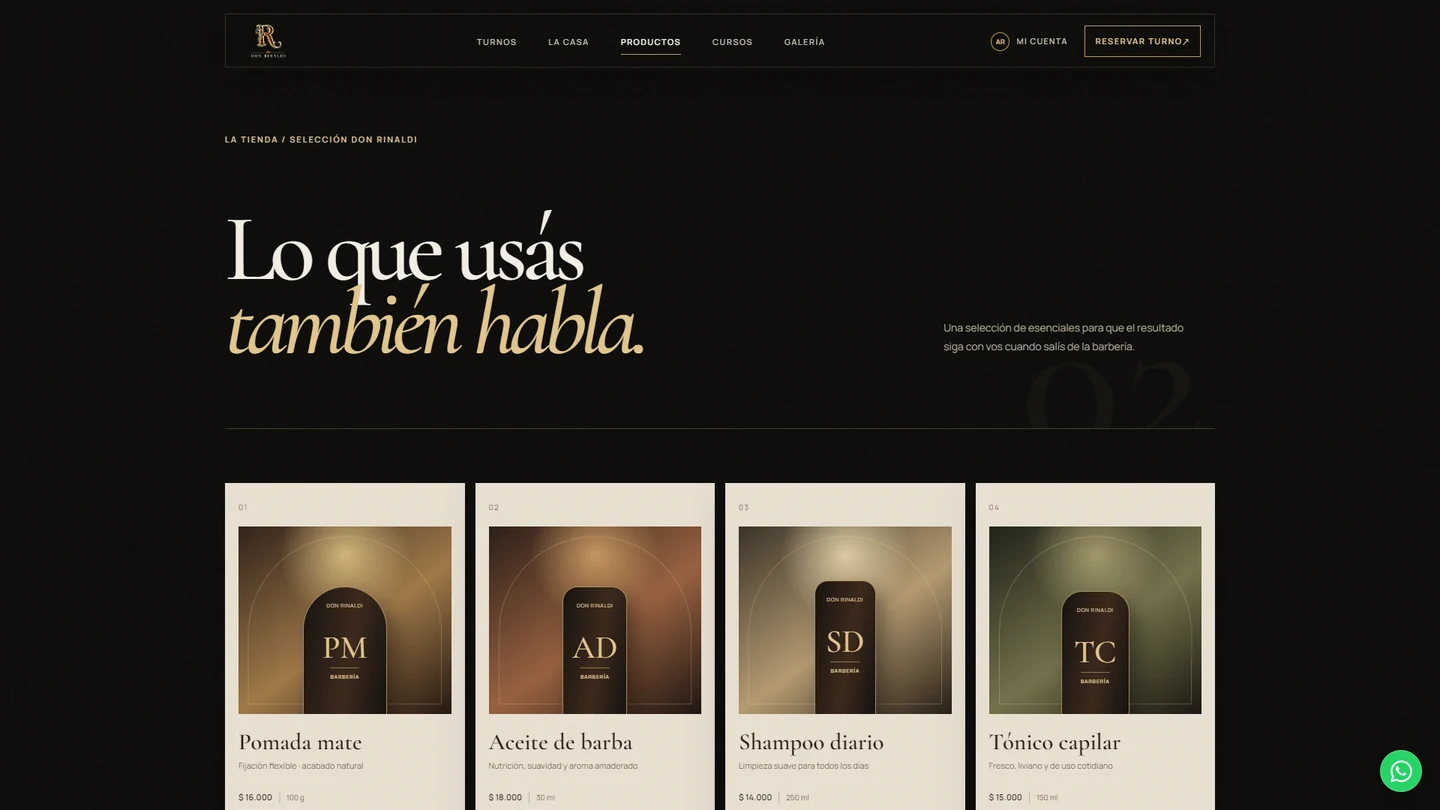 R
DON RINALDI
TURNOS
LA CASA
PRODUCTOS
CURSOS
GALERÍA
AR
MI CUENTA
RESERVAR TURNO↗
LA TIENDA / SELECCIÓN DON RINALDI
Lo que usás
también habla.
Una selección de esenciales para que el resultado
siga con vos cuando salís de la barbería.
02
01
DON RINALDI
PM
BARBERÍA
Pomada mate
Fijación flexible · acabado natural
$ 16.000
100 g
02
DON RINALDI
AD
BARBERÍA
Aceite de barba
Nutrición, suavidad y aroma amaderado
$ 18.000
30 ml
03
DON RINALDI
SD
BARBERÍA
Shampoo diario
Limpieza suave para todos los días
$ 14.000
250 ml
04
DON RINALDI
TC
BARBERÍA
Tónico capilar
Fresco, liviano y de uso cotidiano
$ 15.000
150 ml